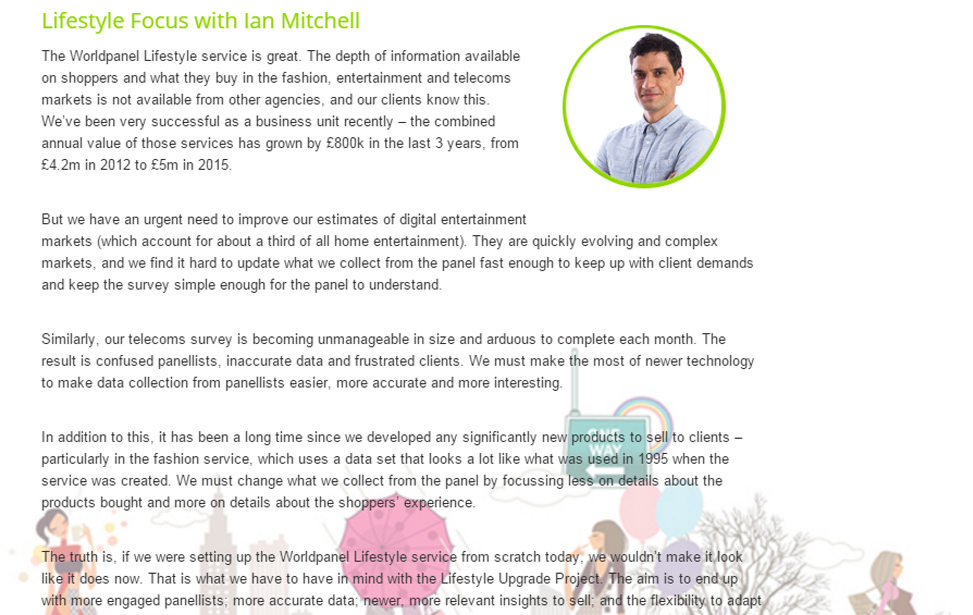 Lifestyle Focus with Ian Mitchell
The Worldpanel Lifestyle service is great. The depth of information available
on shoppers and what they buy in the fashion, entertainment and telecoms
markets is not available from other agencies, and our clients know this.
We've been very successful as a business unit recently – the combined
annual value of those services has grown by £800k in the last 3 years, from
£4.2m in 2012 to £5m in 2015.
But we have an urgent need to improve our estimates of digital entertainment
markets (which account for about a third of all home entertainment). They are quickly evolving and complex
markets, and we find it hard to update what we collect from the panel fast enough to keep up with client demands
and keep the survey simple enough for the panel to understand.
Similarly, our telecoms survey is becoming unmanageable in size and arduous to complete each month. The
result is confused panellists, inaccurate data and frustrated clients. We must make the most of newer technology
to make data collection from panellists easier, more accurate and more interesting.
In addition to this, it has been a long time since we developed any significantly new products to sell to clients –
particularly in the fashion service, which uses a data set that looks a lot like what was used in 1995 when the
service was created. We must change what we collect from the panel by focussing less on details about the
products bought and more on details about the shoppers' experience.
ONE
WAY
The truth is, if we were setting up the Worldpanel Lifestyle service from scratch today, we wouldn't make it look
like it does now. That is what we have to have in mind with the Lifestyle Upgrade Project. The aim is to end up
with more engaged panellists; more accurate data; newer, more relevant insights to sell; and the flexibility to adapt